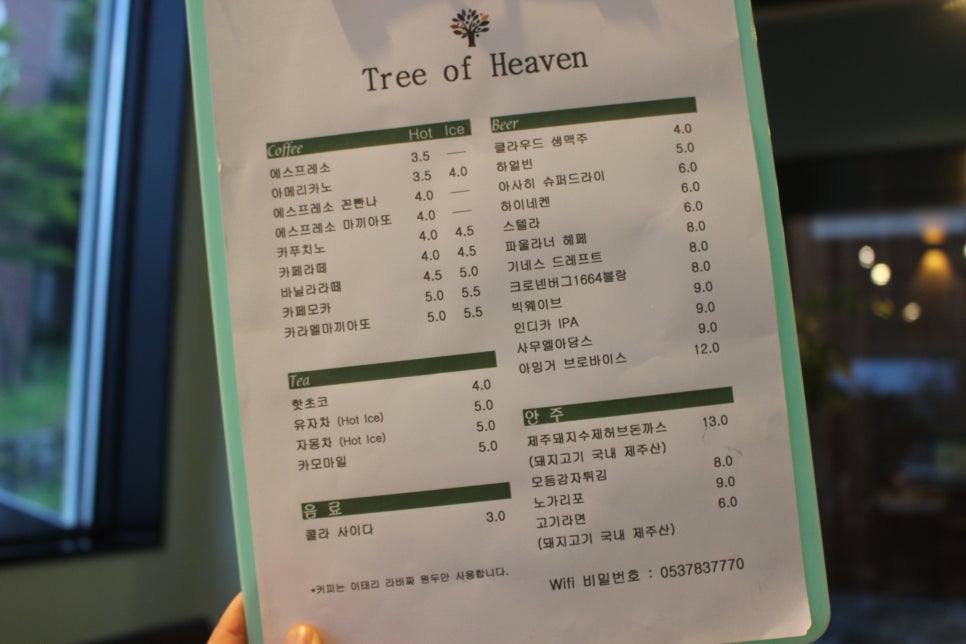 Tree of Heaven
Coffee Hot Ice
에스프레소 3.5 —
아메리카노 3.5 4.0
에스프레소 꼰빤나 4.0 —
에스프레소 마끼아또 4.0 —
카푸치노 4.0 4.5
카페라떼 4.0 4.5
바닐라라떼 4.5 5.0
카페모카 5.0 5.5
카라멜마끼아또 5.0 5.5
Tea
핫초코 4.0
유자차 (Hot Ice) 5.0
자몽차 (Hot Ice) 5.0
카모마일 5.0
음 료
콜라 사이다 3.0
*커피는 이태리 라바짜 원두만 사용합니다.
Beer
클라우드 생맥주 4.0
하얼빈 5.0
아사히 슈퍼드라이 6.0
하이네켄 6.0
스텔라 6.0
파울라너 헤페 8.0
기네스 드래프트 8.0
크로넨버그1664블랑 8.0
빅웨이브 9.0
인디카 IPA 9.0
사무엘아담스 9.0
아잉거 브로바이스 12.0
안 주
제주돼지수제허브돈까스 13.0
(돼지고기 국내 제주산)
모듬감자튀김 8.0
노가리포 9.0
고기라면 6.0
(돼지고기 국내 제주산)
Wifi 비밀번호 : 0537837770